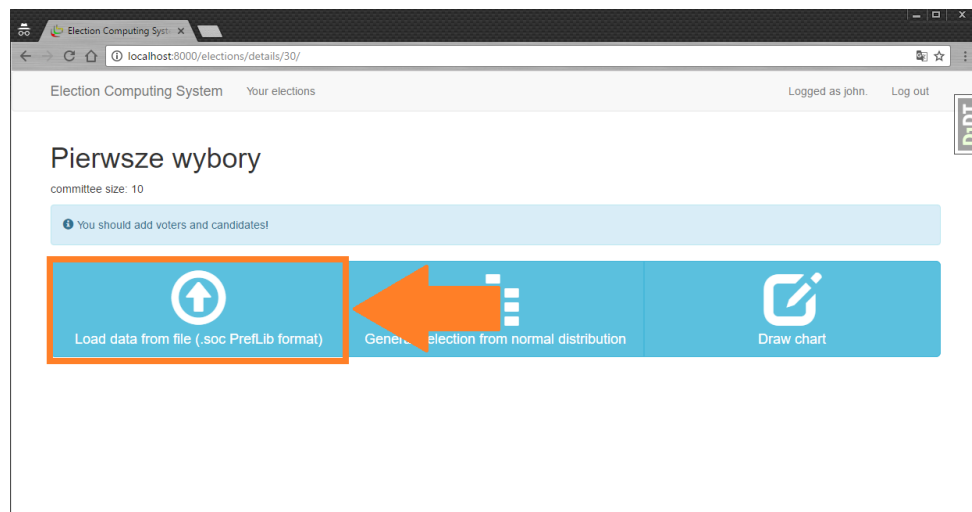 Election Computing Syst
localhost:8000/elections/details/30/
Election Computing System Your elections Logged as john. Log out
DjDT
Pierwsze wybory
committee size: 10
You should add voters and candidates!
Load data from file (.soc PrefLib format) Gener election from normal distribution Draw chart